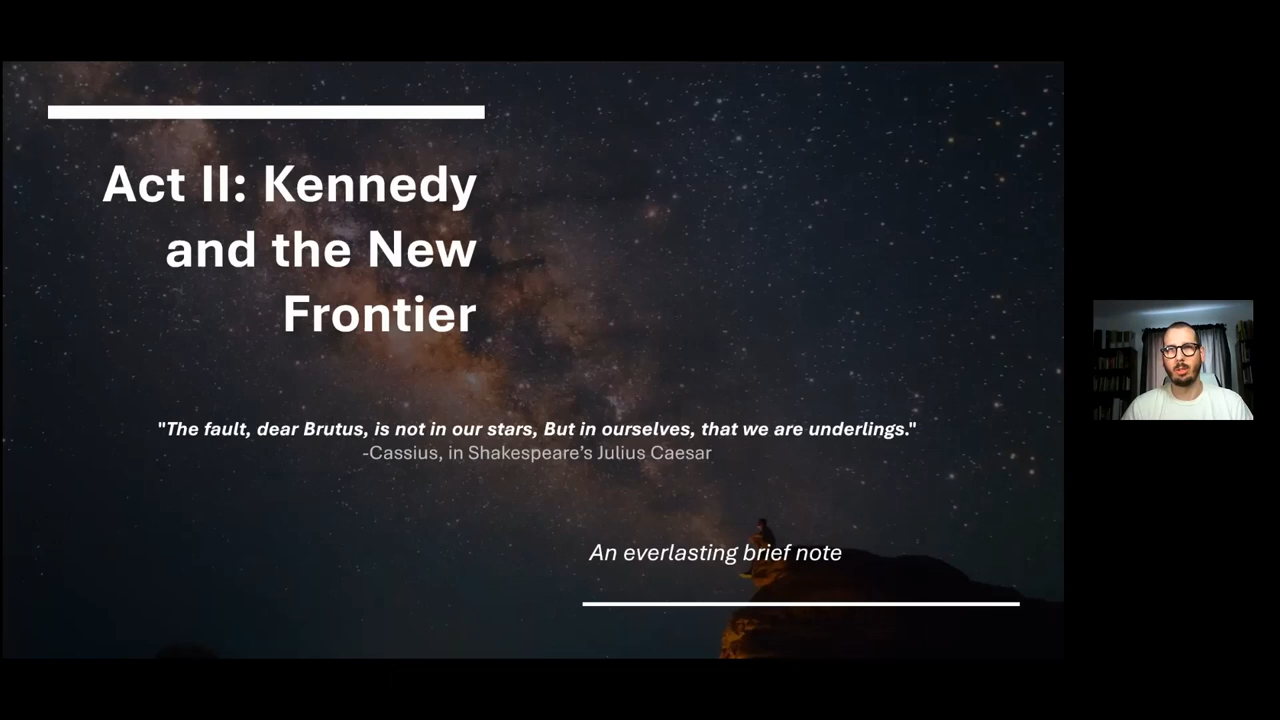 Act II: Kennedy
and the New
Frontier
"The fault, dear Brutus, is not in our stars, But in ourselves, that we are underlings."
-Cassius, in Shakespeare’s Julius Caesar
An everlasting brief note